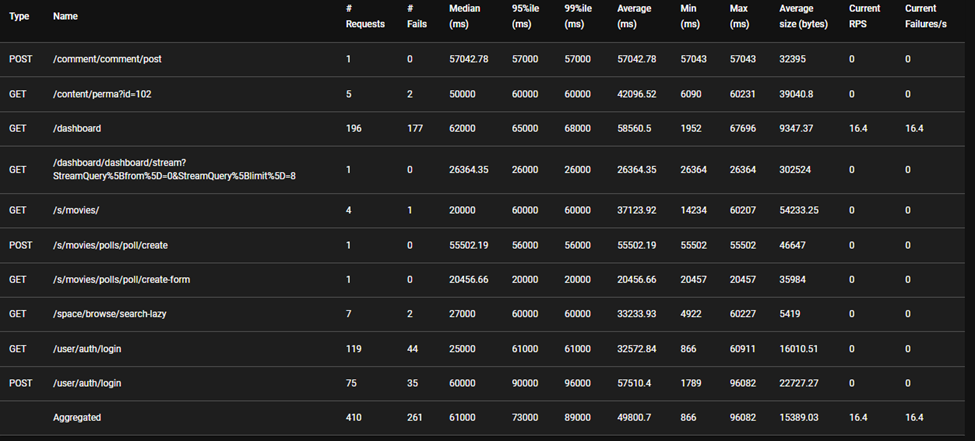 Type Name # Requests # Fails Median (ms) 95%ile (ms) 99%ile (ms) Average (ms) Min (ms) Max (ms) Average size (bytes) Current RPS Current Failures/s
POST /comment/comment/post 1 0 57042.78 57000 57000 57042.78 57043 57043 32395 0 0
GET /content/perma?id=102 5 2 50000 60000 60000 42096.52 6090 60231 39040.8 0 0
GET /dashboard 196 177 62000 65000 68000 58560.5 1952 67696 9347.37 16.4 16.4
GET /dashboard/dashboard/stream?StreamQuery%5Bfrom%5D=0&StreamQuery%5Blimit%5D=8 1 0 26364.35 26000 26000 26364.35 26364 26364 302524 0 0
GET /s/movies/ 4 1 20000 60000 60000 37123.92 14234 60207 54233.25 0 0
POST /s/movies/polls/poll/create 1 0 55502.19 56000 56000 55502.19 55502 55502 46647 0 0
GET /s/movies/polls/poll/create-form 1 0 20456.66 20000 20000 20456.66 20457 20457 35984 0 0
GET /space/browse/search-lazy 7 2 27000 60000 60000 33233.93 4922 60227 5419 0 0
GET /user/auth/login 119 44 25000 61000 61000 32572.84 866 60911 16010.51 0 0
POST /user/auth/login 75 35 60000 90000 96000 57510.4 1789 96082 22727.27 0 0
Aggregated 410 261 61000 73000 89000 49800.7 866 96082 15389.03 16.4 16.4